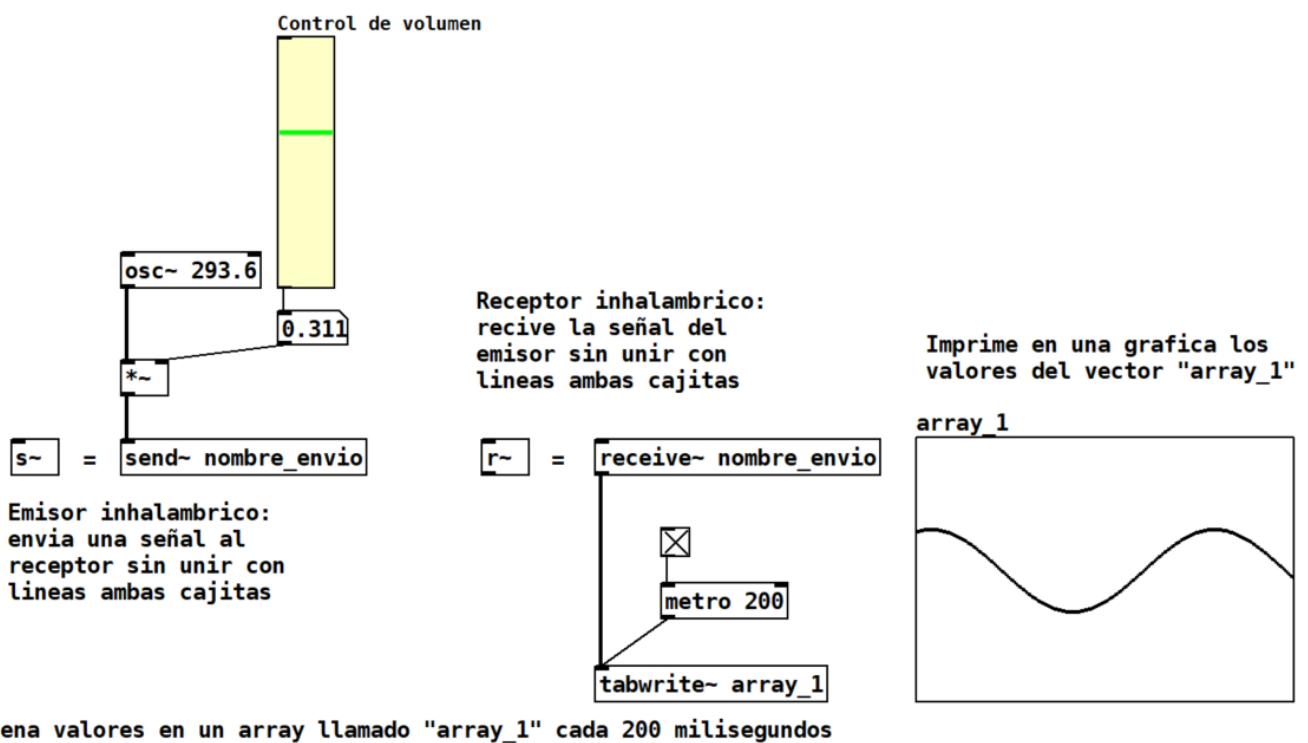 Control de volumen
osc~ 293.6
0.311
*~
s~ = send~ nombre_envio
Emisor inhalambrico:
envia una señal al
receptor sin unir con
lineas ambas cajitas
Receptor inhalambrico:
recive la señal del
emisor sin unir con
lineas ambas cajitas
r~ = receive~ nombre_envio
metro 200
tabwrite~ array_1
Imprime en una grafica los
valores del vector "array_1"
array_1
ena valores en un array llamado "array_1" cada 200 milisegundos